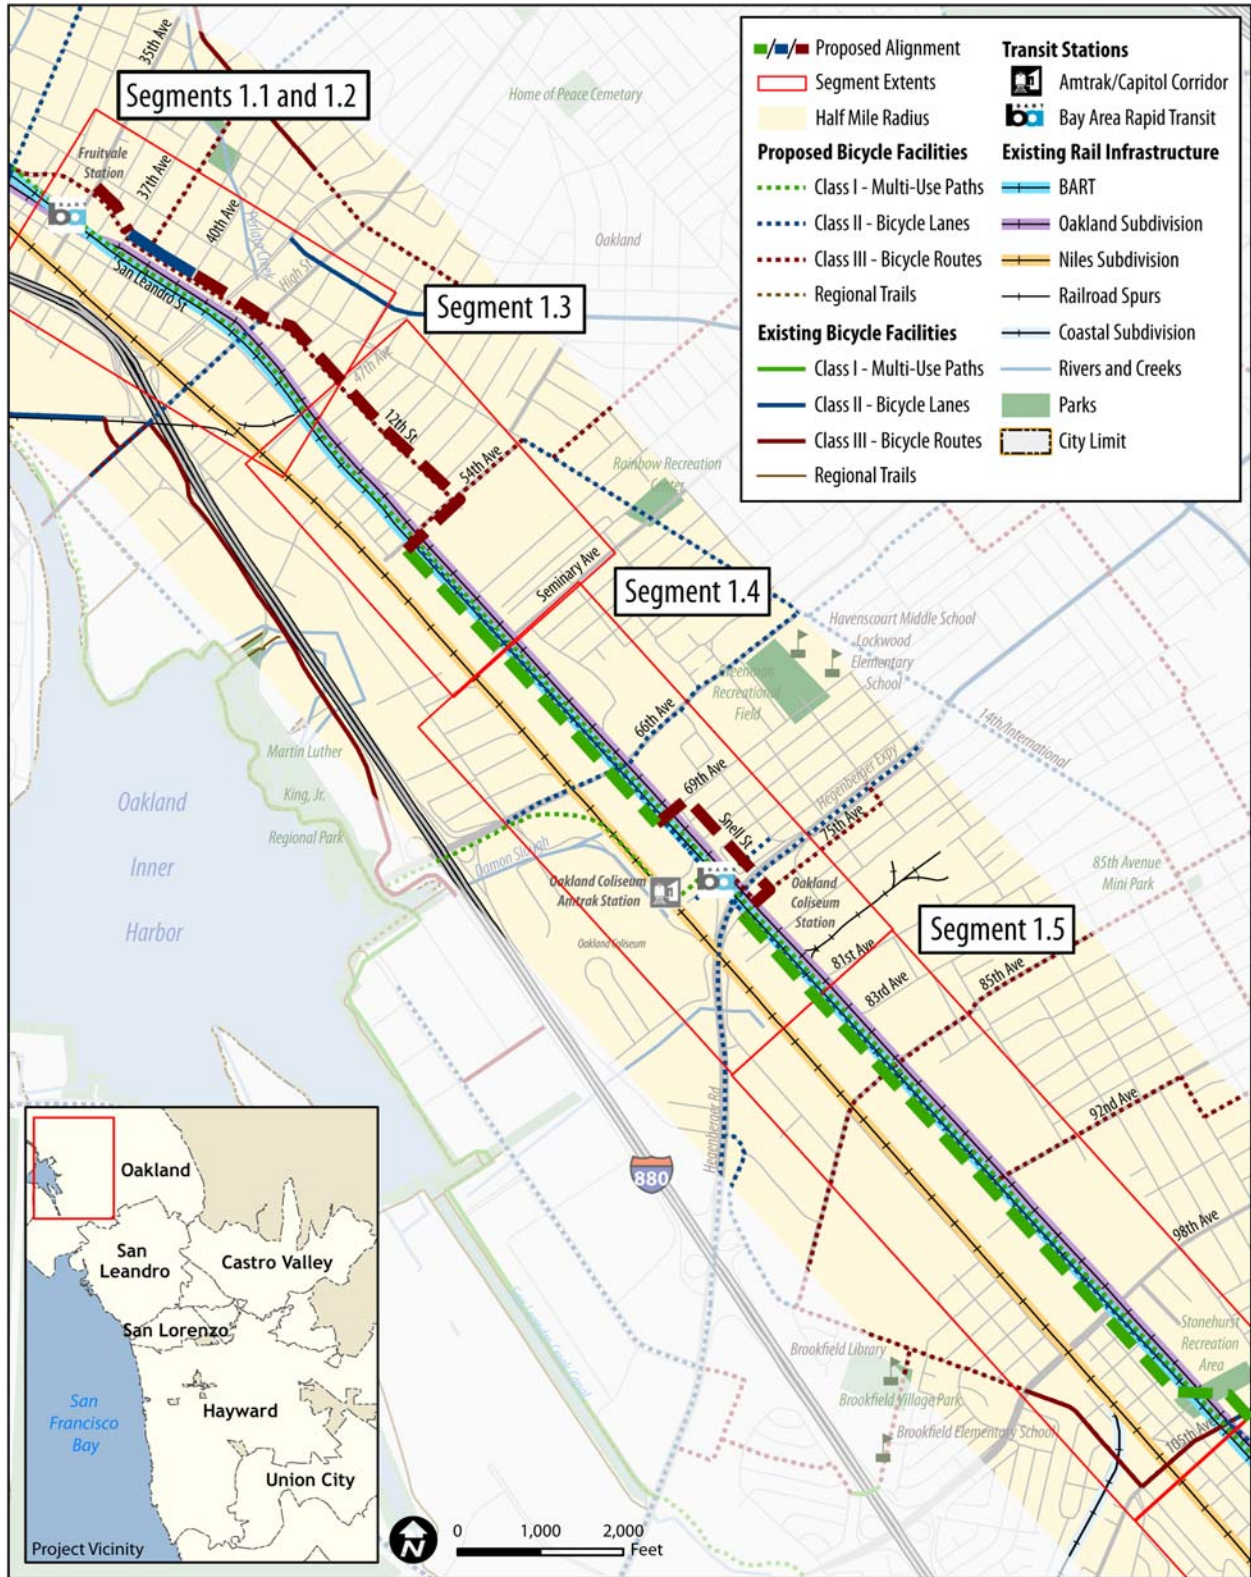 35th Ave
Segments 1.1 and 1.2
Home of Peace Cemetery
Fruitvale
Station
37th Ave
40th Ave
Peralta Creek
High St
Oakland
San Leandro St
Segment 1.3
47th Ave
12th St
54th Ave
Rainbow Recreation
Center
Seminary Ave
Segment 1.4
Havenscourt Middle School
Lockwood
Elementary
School
Greenman
Recreational
Field
66th Ave
14th/International
Martin Luther
King, Jr.
Regional Park
69th Ave
Snell St
Hegenberger Expy
75th Ave
Oakland
Inner
Harbor
Damon Slough
Oakland Coliseum
Amtrak Station
Oakland
Coliseum
Station
85th Avenue
Mini Park
Oakland Coliseum
Segment 1.5
81st Ave
83rd Ave
85th Ave
92nd Ave
Hegenberger Rd
880
98th Ave
Stonehurst
Recreation
Area
Brookfield Library
Brookfield Village Park
Brookfield Elementary School
105th Ave
BART
ba
BART
ba
Proposed Alignment
Segment Extents
Half Mile Radius
Proposed Bicycle Facilities
Class I - Multi-Use Paths
Class II - Bicycle Lanes
Class III - Bicycle Routes
Regional Trails
Existing Bicycle Facilities
Class I - Multi-Use Paths
Class II - Bicycle Lanes
Class III - Bicycle Routes
Regional Trails
Transit Stations
Amtrak/Capitol Corridor
BART
ba
Bay Area Rapid Transit
Existing Rail Infrastructure
BART
Oakland Subdivision
Niles Subdivision
Railroad Spurs
Coastal Subdivision
Rivers and Creeks
Parks
City Limit
Oakland
San
Leandro
Castro Valley
San Lorenzo
San
Francisco
Bay
Hayward
Union City
Project Vicinity
N
0 1,000 2,000
Feet